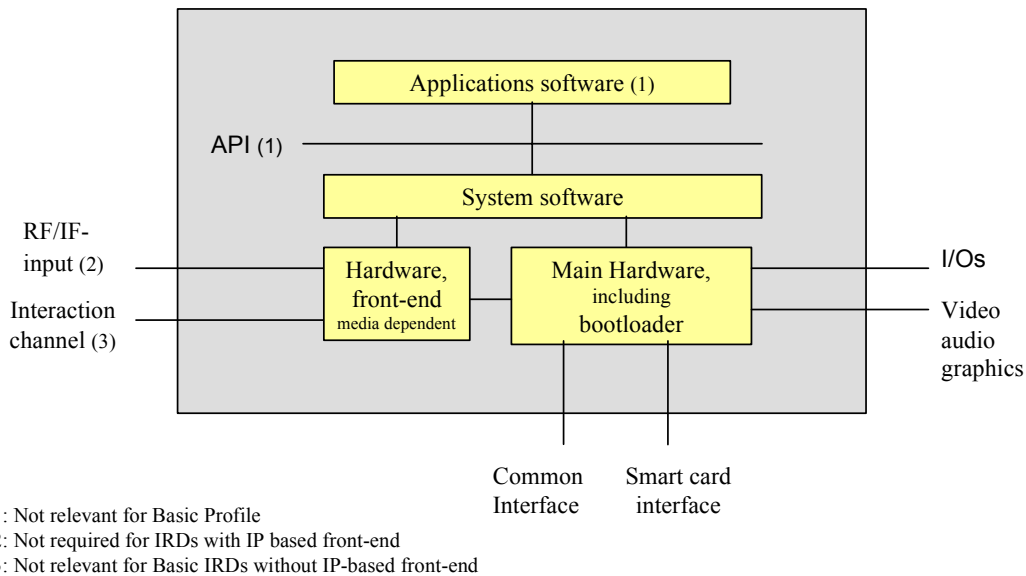 Applications software (1)
API (1)
System software
RF/IF-
input (2)
Hardware,
front-end
media dependent
Main Hardware,
including
bootloader
I/Os
Interaction
channel (3)
Video
audio
graphics
Common
Interface
Smart card
interface
: Not relevant for Basic Profile
: Not required for IRDs with IP based front-end
: Not relevant for Basic IRDs without IP-based front-end